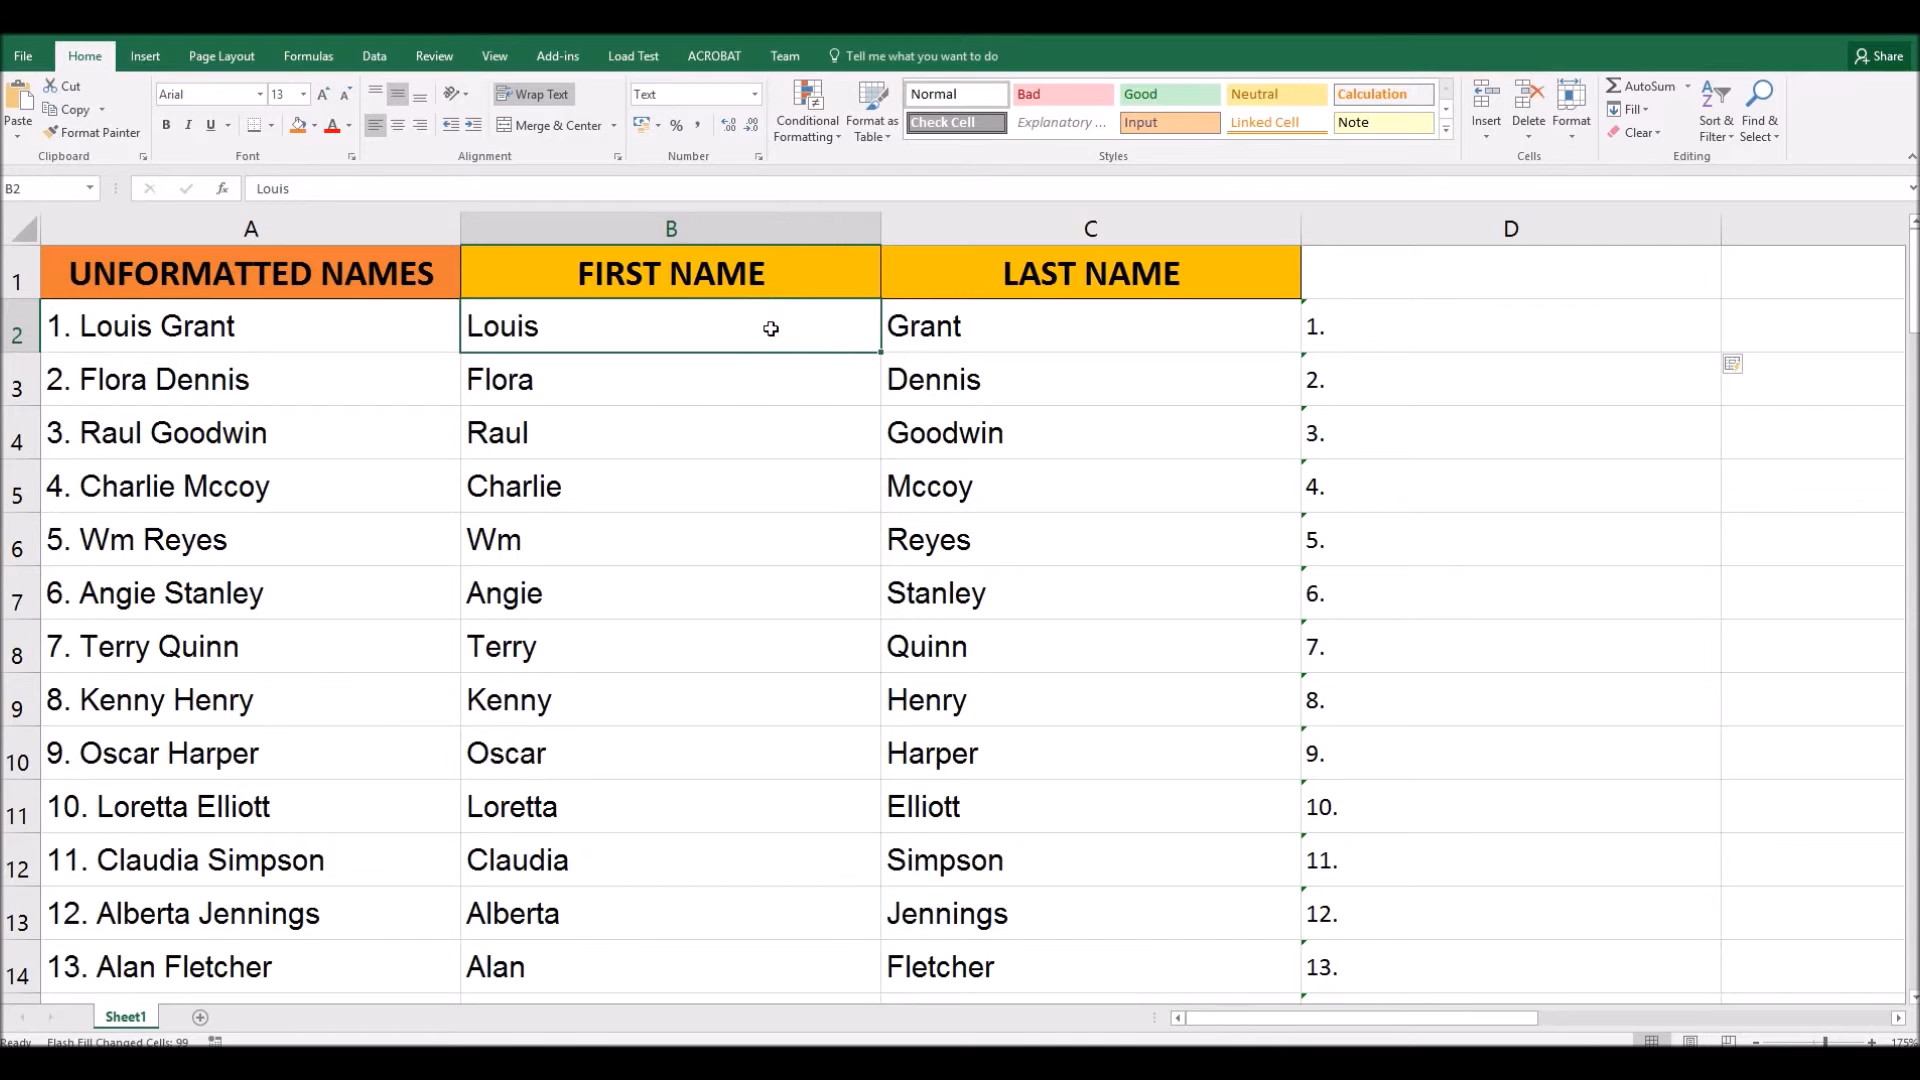 File Home Insert Page Layout Formulas Data Review View Add-ins Load Test ACROBAT Team Tell me what you want to do Share
Paste Cut Copy Format Painter Clipboard
Arial 13 A A B I U A Font
Wrap Text Merge & Center Alignment
Text % , Number
Conditional Formatting Format as Table
Normal Bad Good Neutral Calculation
Check Cell Explanatory ... Input Linked Cell Note
Styles
Insert Delete Format Cells
AutoSum Fill Clear Sort & Filter Find & Select Editing
B2 fx Louis
A B C D
1 UNFORMATTED NAMES FIRST NAME LAST NAME
2 1. Louis Grant Louis Grant 1.
3 2. Flora Dennis Flora Dennis 2.
4 3. Raul Goodwin Raul Goodwin 3.
5 4. Charlie Mccoy Charlie Mccoy 4.
6 5. Wm Reyes Wm Reyes 5.
7 6. Angie Stanley Angie Stanley 6.
8 7. Terry Quinn Terry Quinn 7.
9 8. Kenny Henry Kenny Henry 8.
10 9. Oscar Harper Oscar Harper 9.
11 10. Loretta Elliott Loretta Elliott 10.
12 11. Claudia Simpson Claudia Simpson 11.
13 12. Alberta Jennings Alberta Jennings 12.
14 13. Alan Fletcher Alan Fletcher 13.
Sheet1
Ready Flash Fill Changed Cells: 99 175%